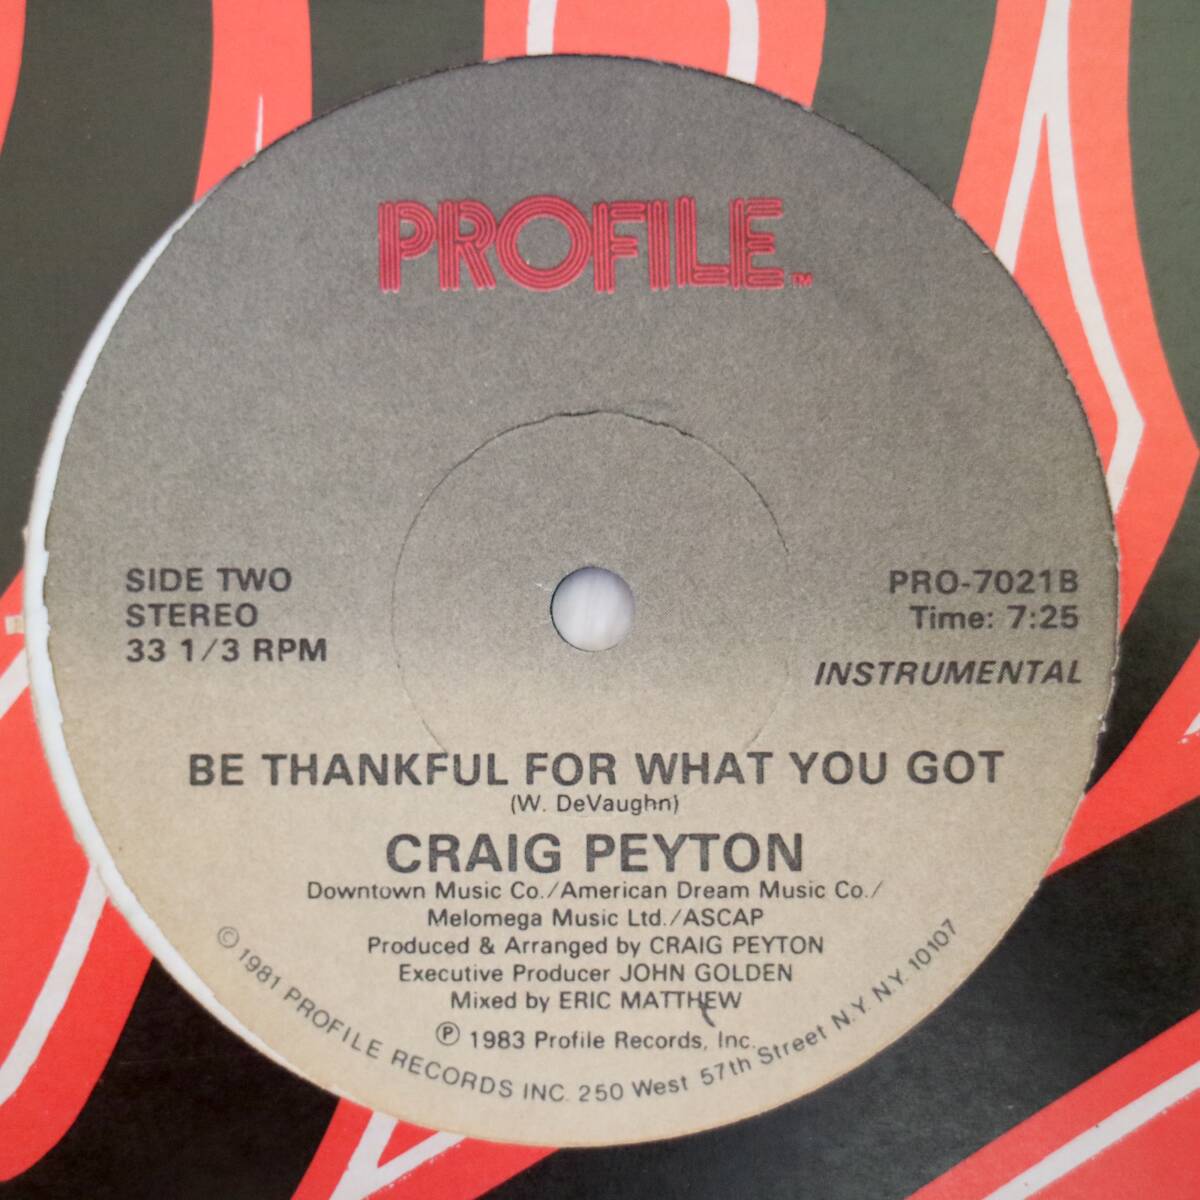 PROFILE™
SIDE TWO
STEREO
33 1/3 RPM
PRO-7021B
Time: 7:25
INSTRUMENTAL
BE THANKFUL FOR WHAT YOU GOT
(W. DeVaughn)
CRAIG PEYTON
Downtown Music Co./American Dream Music Co./
Melomega Music Ltd./ASCAP
Produced & Arranged by CRAIG PEYTON
Executive Producer JOHN GOLDEN
Mixed by ERIC MATTHEW
℗ 1983 Profile Records, Inc.
© 1981 PROFILE RECORDS INC. 250 West 57th Street N.Y. N.Y. 10107